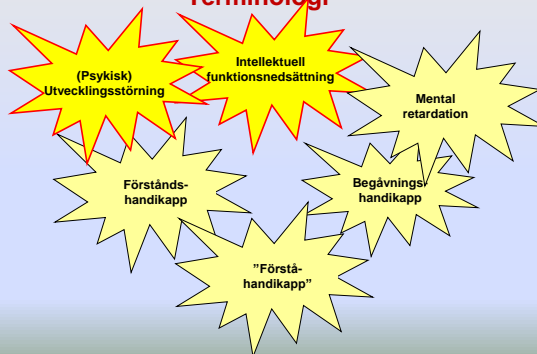 Terminologi
(Psykisk)
Utvecklingsstörning
Intellektuell
funktionsnedsättning
Mental
retardation
Förstånds-
handikapp
Begåvnings-
handikapp
”Förstå-
handikapp”